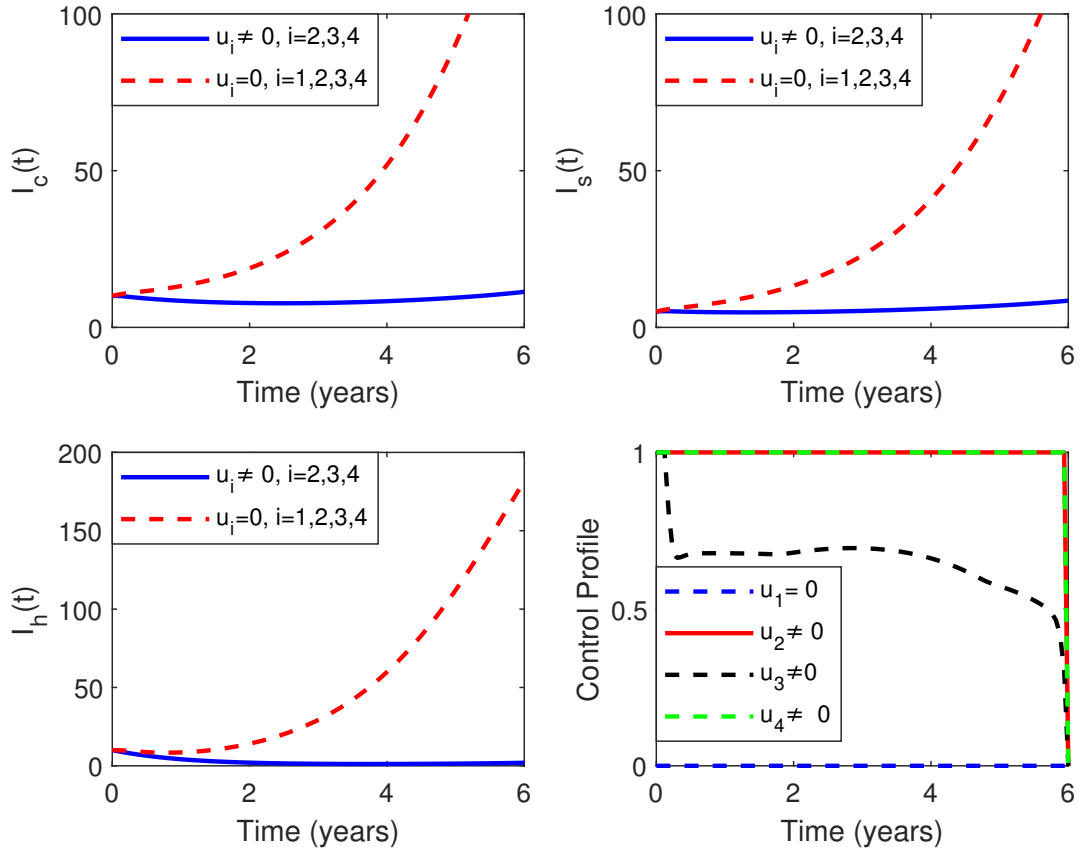 100
50
0
I_c(t)
u_i ≠ 0, i=2,3,4
u_i=0, i=1,2,3,4
0 2 4 6
Time (years)
100
50
0
I_s(t)
u_i ≠ 0, i=2,3,4
u_i=0, i=1,2,3,4
0 2 4 6
Time (years)
200
150
100
50
0
I_h(t)
u_i ≠ 0, i=2,3,4
u_i=0, i=1,2,3,4
0 2 4 6
Time (years)
1
0.5
0
Control Profile
u_1= 0
u_2≠ 0
u_3≠0
u_4≠ 0
0 2 4 6
Time (years)